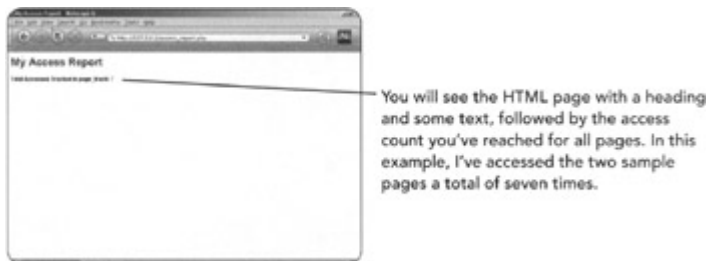 My Access Report
You will see the HTML page with a heading
and some text, followed by the access
count you've reached for all pages. In this
example, I've accessed the two sample
pages a total of seven times.